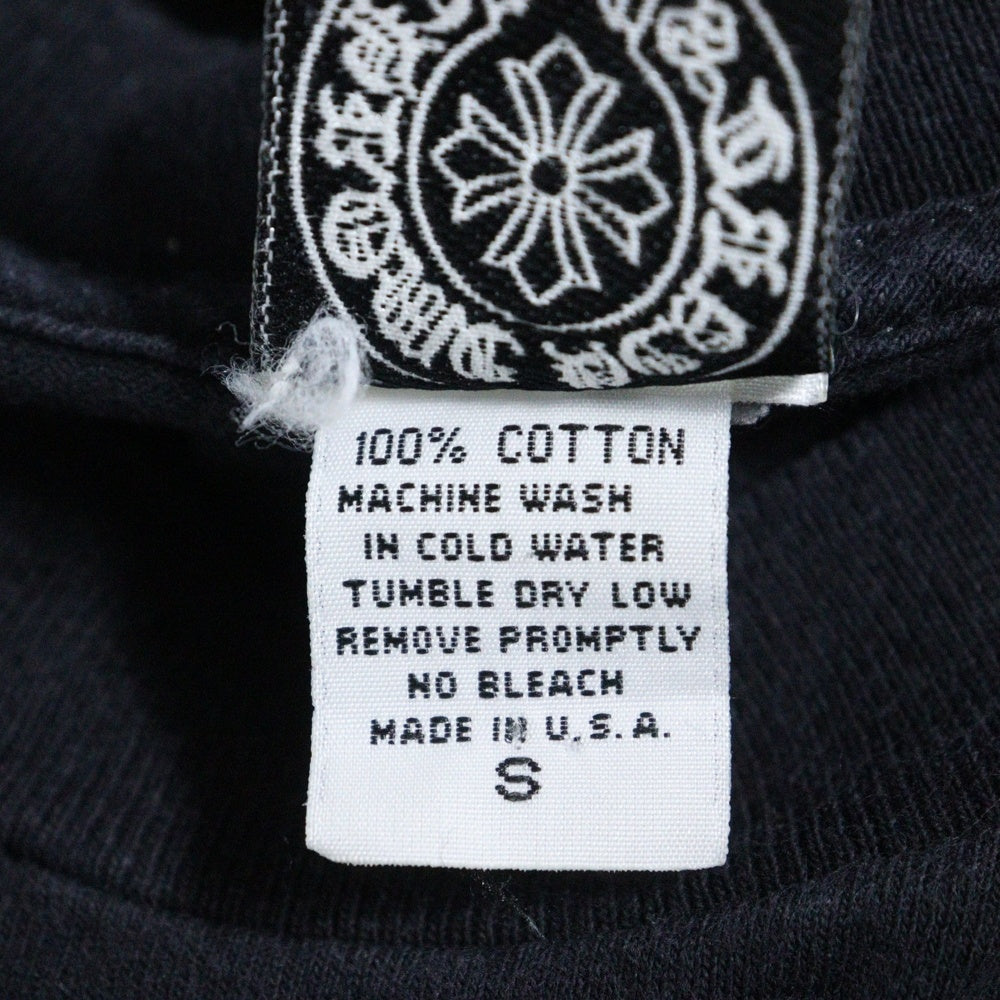 100% COTTON
MACHINE WASH
IN COLD WATER
TUMBLE DRY LOW
REMOVE PROMPTLY
NO BLEACH
MADE IN U.S.A.
S